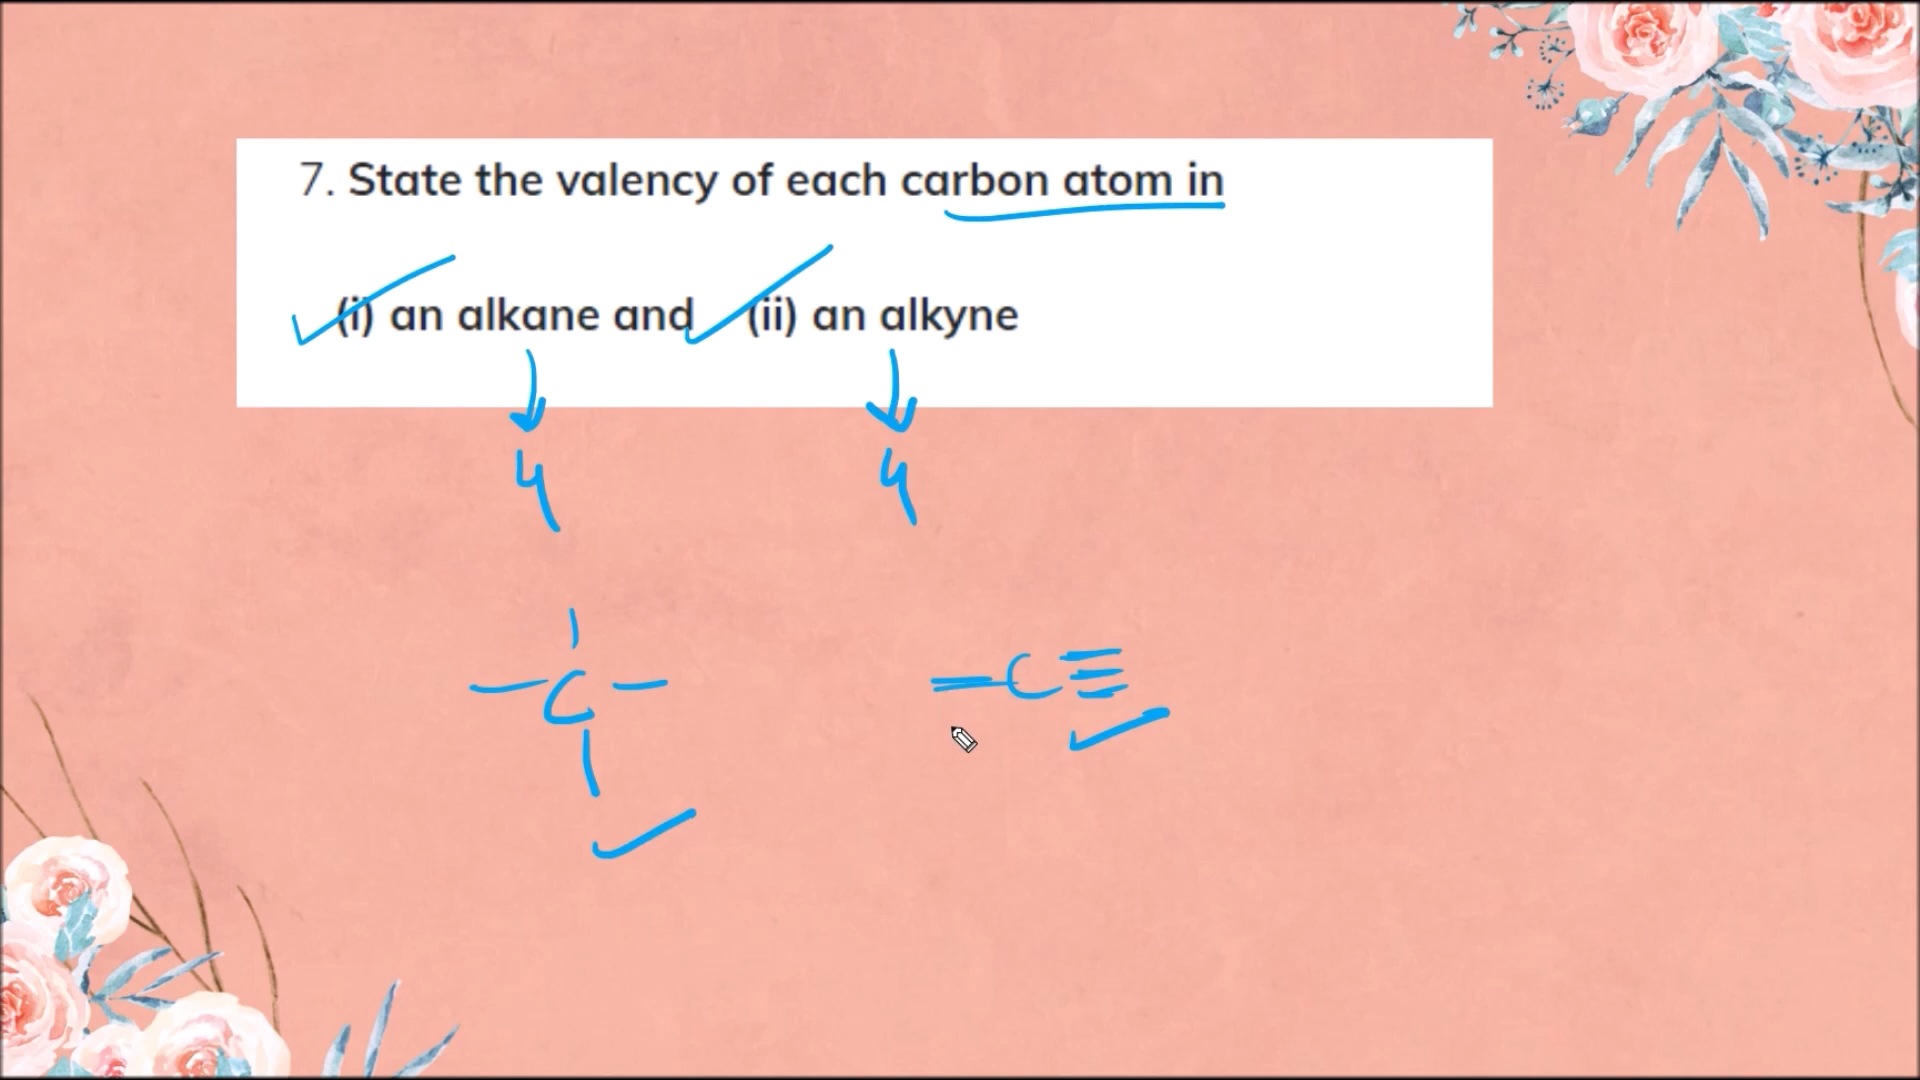 7. State the valency of each carbon atom in
(i) an alkane and (ii) an alkyne
4 4
C C